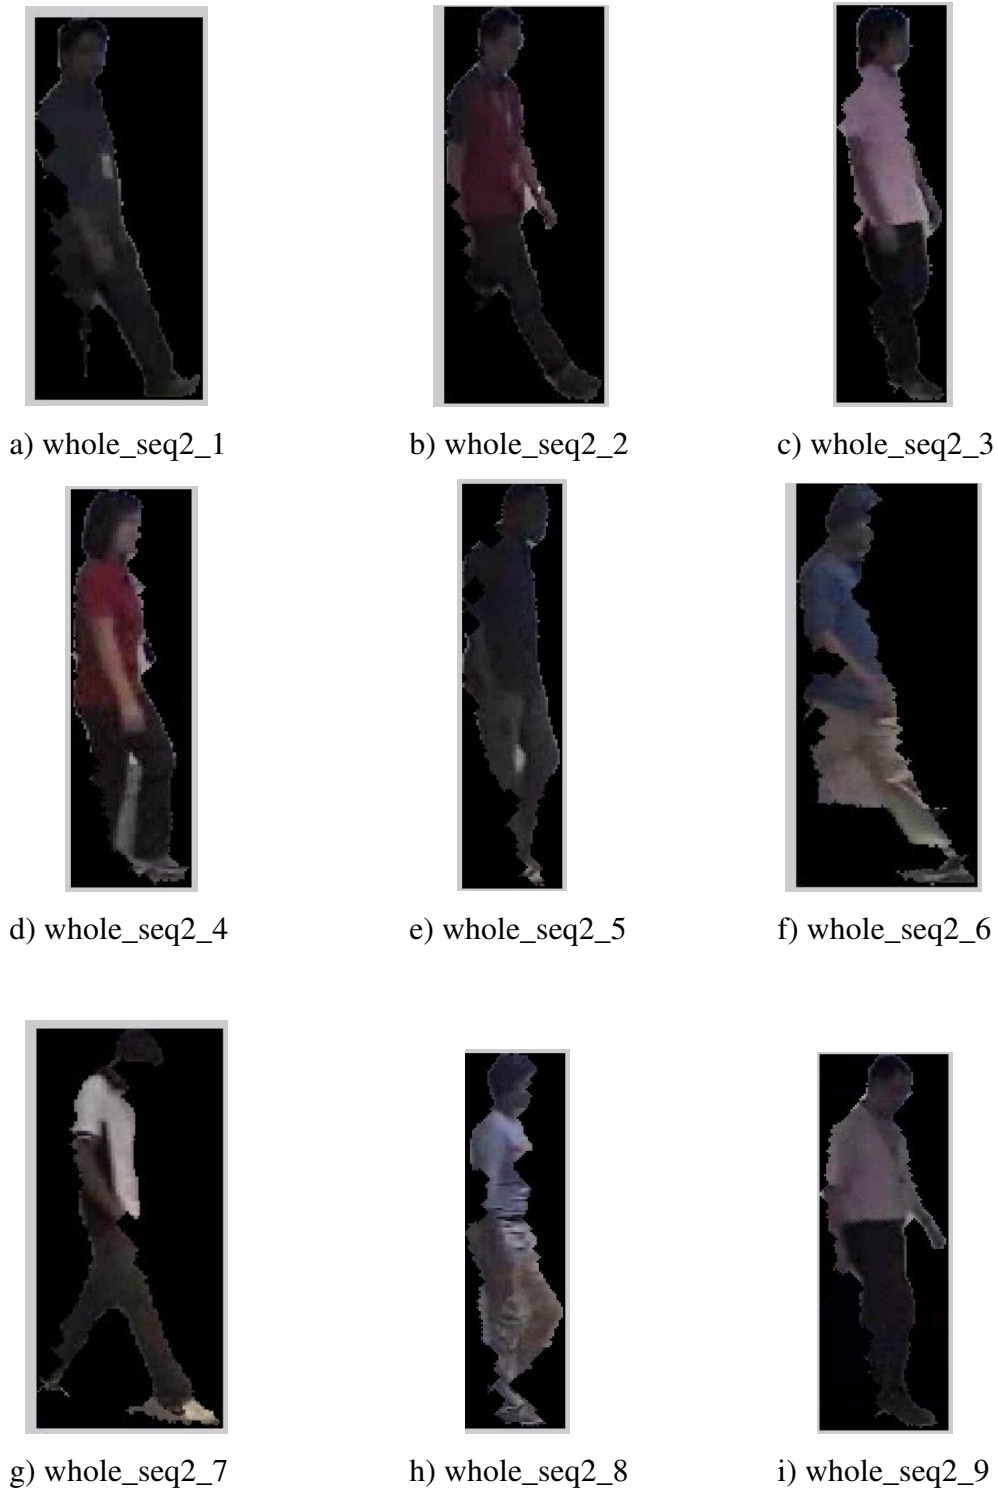 a) whole_seq2_1 b) whole_seq2_2 c) whole_seq2_3
d) whole_seq2_4 e) whole_seq2_5 f) whole_seq2_6
g) whole_seq2_7 h) whole_seq2_8 i) whole_seq2_9